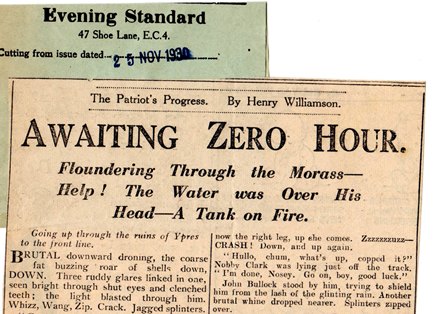 Evening Standard
47 Shoe Lane, E.C.4.
Cutting from issue dated 25 NOV 1930
The Patriot's Progress. By Henry Williamson.
AWAITING ZERO HOUR.
Floundering Through the Morass—
Help! The Water was Over His
Head—A Tank on Fire.
Going up through the ruins of Ypres
to the front line.
BRUTAL downward droning, the coarse
fat buzzing roar of shells down,
DOWN. Three ruddy glares linked in one,
seen bright through shut eyes and clenched
teeth; the light blasted through him.
Whizz, Wang, Zip. Crack. Jagged splinters.
now the right leg, up she comes. Zzzzzzzuzz—
CRASH! Down, and up again.
"Hullo, chum, what's up, copped it?"
Nobby Clark was lying just off the track.
"I'm done, Nosey. Go on, boy, good luck."
John Bullock stood by him, trying to shield
him from the lash of the glinting rain. Another
brutal whine dropped nearer. Splinters zipped
over.